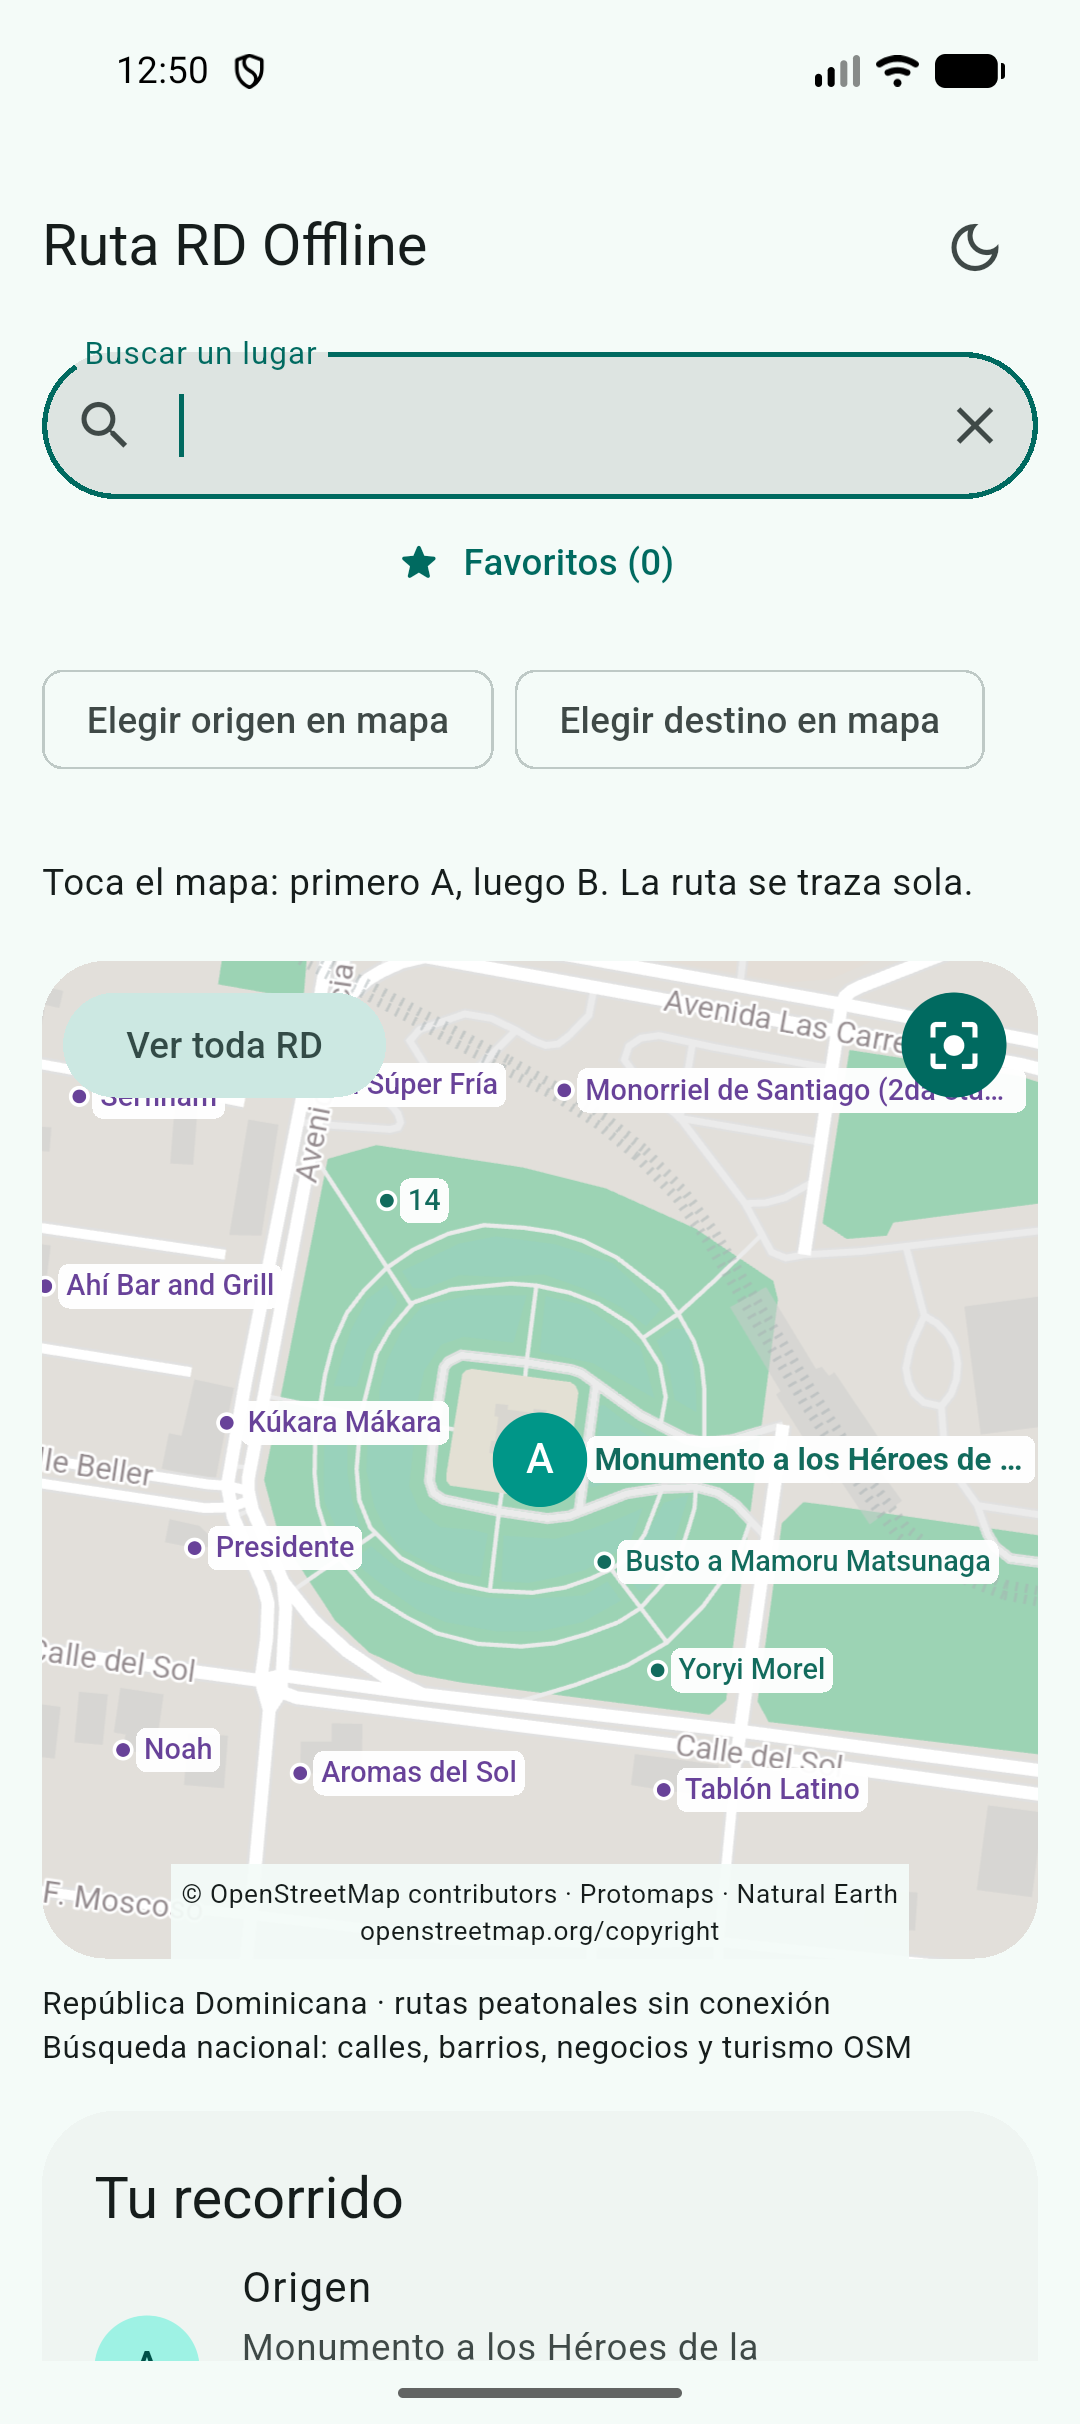 12:50
Ruta RD Offline
Buscar un lugar
Favoritos (0)
Elegir origen en mapa
Elegir destino en mapa
Toca el mapa: primero A, luego B. La ruta se traza sola.
Avenida Las Carre
Ver toda RD
Súper Fría
Monorriel de Santiago (2da
Aveni
14
Ahí Bar and Grill
Kúkara Mákara
A
Monumento a los Héroes de ...
lle Beller
Presidente
Busto a Mamoru Matsunaga
Calle del Sol
Yoryi Morel
Noah
Calle del Sol
Aromas del Sol
Tablón Latino
F. Moscoso
© OpenStreetMap contributors · Protomaps · Natural Earth
openstreetmap.org/copyright
República Dominicana · rutas peatonales sin conexión
Búsqueda nacional: calles, barrios, negocios y turismo OSM
Tu recorrido
Origen
A
Monumento a los Héroes de la